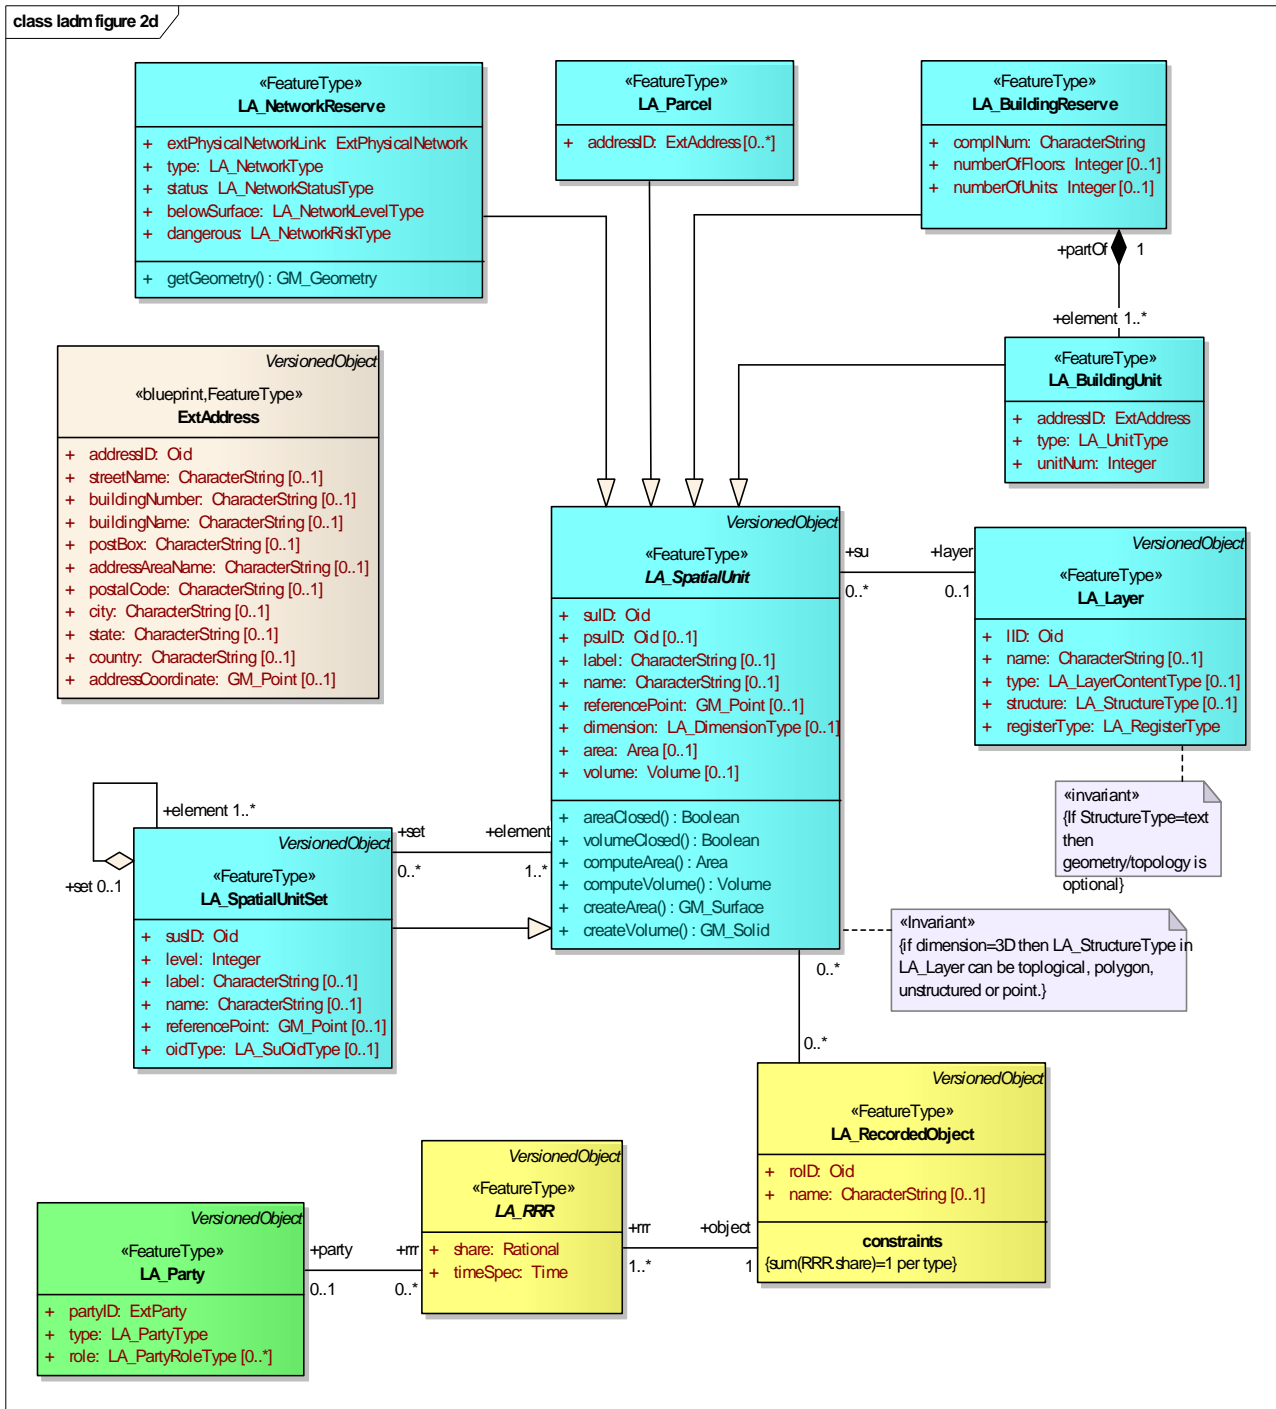 class ladm figure 2d
«FeatureType»
LA_NetworkReserve
+ extPhysicalNetworkLink: ExtPhysicalNetwork
+ type: LA_NetworkType
+ status: LA_NetworkStatusType
+ belowSurface: LA_NetworkLevelType
+ dangerous: LA_NetworkRiskType
+ getGeometry() : GM_Geometry
«FeatureType»
LA_Parcel
+ addressID: ExtAddress [0..*]
«FeatureType»
LA_BuildingReserve
+ complNum: CharacterString
+ numberOfFloors: Integer [0..1]
+ numberOfUnits: Integer [0..1]
+partOf 1
+element 1..*
«FeatureType»
LA_BuildingUnit
+ addressID: ExtAddress
+ type: LA_UnitType
+ unitNum: Integer
VersionedObject
«blueprint,FeatureType»
ExtAddress
+ addressID: Oid
+ streetName: CharacterString [0..1]
+ buildingNumber: CharacterString [0..1]
+ buildingName: CharacterString [0..1]
+ postBox: CharacterString [0..1]
+ addressAreaName: CharacterString [0..1]
+ postalCode: CharacterString [0..1]
+ city: CharacterString [0..1]
+ state: CharacterString [0..1]
+ country: CharacterString [0..1]
+ addressCoordinate: GM_Point [0..1]
VersionedObject
«FeatureType»
LA_SpatialUnit
+ suID: Oid
+ psuID: Oid [0..1]
+ label: CharacterString [0..1]
+ name: CharacterString [0..1]
+ referencePoint: GM_Point [0..1]
+ dimension: LA_DimensionType [0..1]
+ area: Area [0..1]
+ volume: Volume [0..1]
+ areaClosed() : Boolean
+ volumeClosed() : Boolean
+ computeArea() : Area
+ computeVolume() : Volume
+ createArea() : GM_Surface
+ createVolume() : GM_Solid
+su +layer
0..* 0..1
VersionedObject
«FeatureType»
LA_Layer
+ lID: Oid
+ name: CharacterString [0..1]
+ type: LA_LayerContentType [0..1]
+ structure: LA_StructureType [0..1]
+ registerType: LA_RegisterType
«invariant»
{If StructureType=text
then
geometry/topology is
optional}
+element 1..*
+set 0..1
+set +element
0..* 1..*
VersionedObject
«FeatureType»
LA_SpatialUnitSet
+ susID: Oid
+ level: Integer
+ label: CharacterString [0..1]
+ name: CharacterString [0..1]
+ referencePoint: GM_Point [0..1]
+ oidType: LA_SuOidType [0..1]
«Invariant»
{if dimension=3D then LA_StructureType in
LA_Layer can be toplogical, polygon,
unstructured or point.}
0..*
0..*
VersionedObject
«FeatureType»
LA_RecordedObject
+ roID: Oid
+ name: CharacterString [0..1]
constraints
{sum(RRR.share)=1 per type}
VersionedObject
«FeatureType»
LA_RRR
+ share: Rational
+ timeSpec: Time
+rrr +object
1..* 1
VersionedObject
«FeatureType»
LA_Party
+ partyID: ExtParty
+ type: LA_PartyType
+ role: LA_PartyRoleType [0..*]
+party +rrr
0..1 0..*